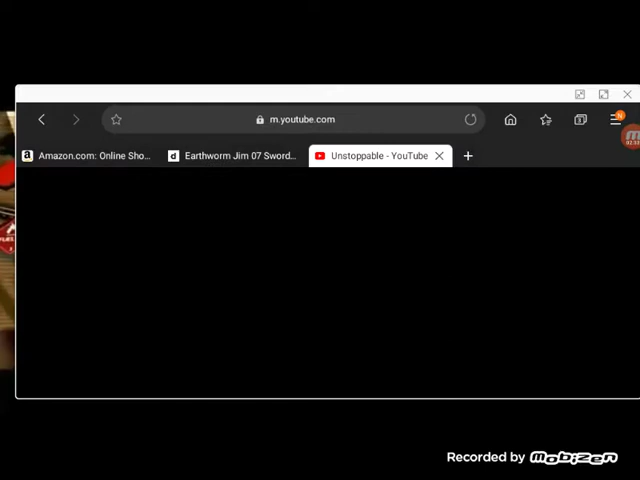 m.youtube.com
N
Amazon.com: Online Sho...
Earthworm Jim 07 Sword...
Unstoppable - YouTube
Recorded by Mobizen